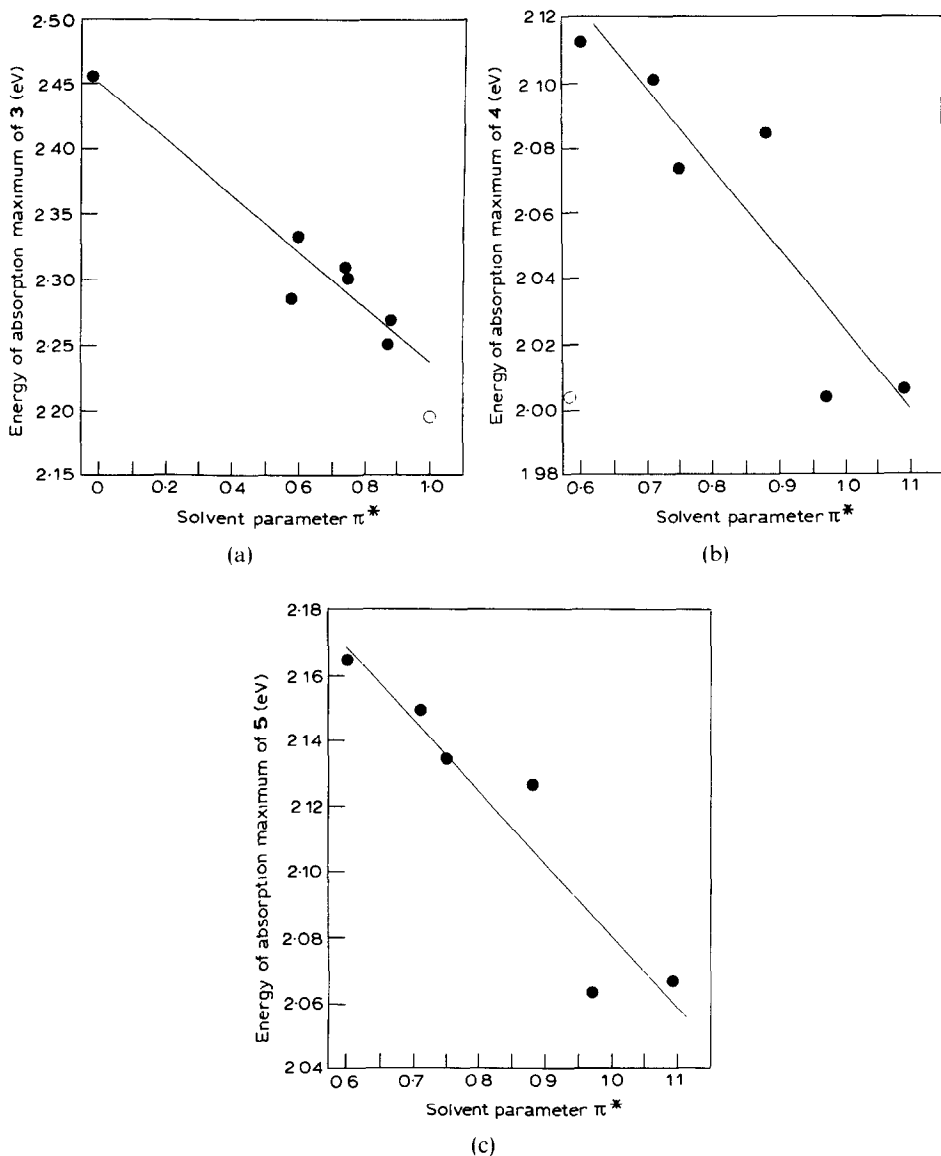 Energy of absorption maximum of 3 (eV)
2·50
2·45
2·40
2·35
2·30
2·25
2·20
2·15
0 0·2 0·4 0·6 0·8 1·0
Solvent parameter π*
(a)
Energy of absorption maximum of 4 (eV)
2·12
2·10
2·08
2·06
2·04
2·02
2·00
1·98
0·6 0·7 0·8 0·9 1·0 1·1
Solvent parameter π*
(b)
Energy of absorption maximum of 5 (eV)
2·18
2·16
2·14
2·12
2·10
2·08
2·06
2·04
0·6 0·7 0·8 0·9 1·0 1·1
Solvent parameter π*
(c)